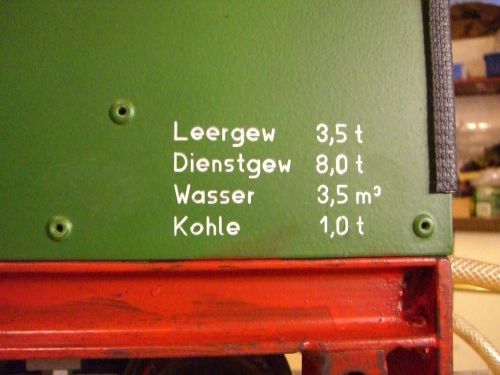 Leergew 3,5 t
Dienstgew 8,0 t
Wasser 3,5 m³
Kohle 1,0 t